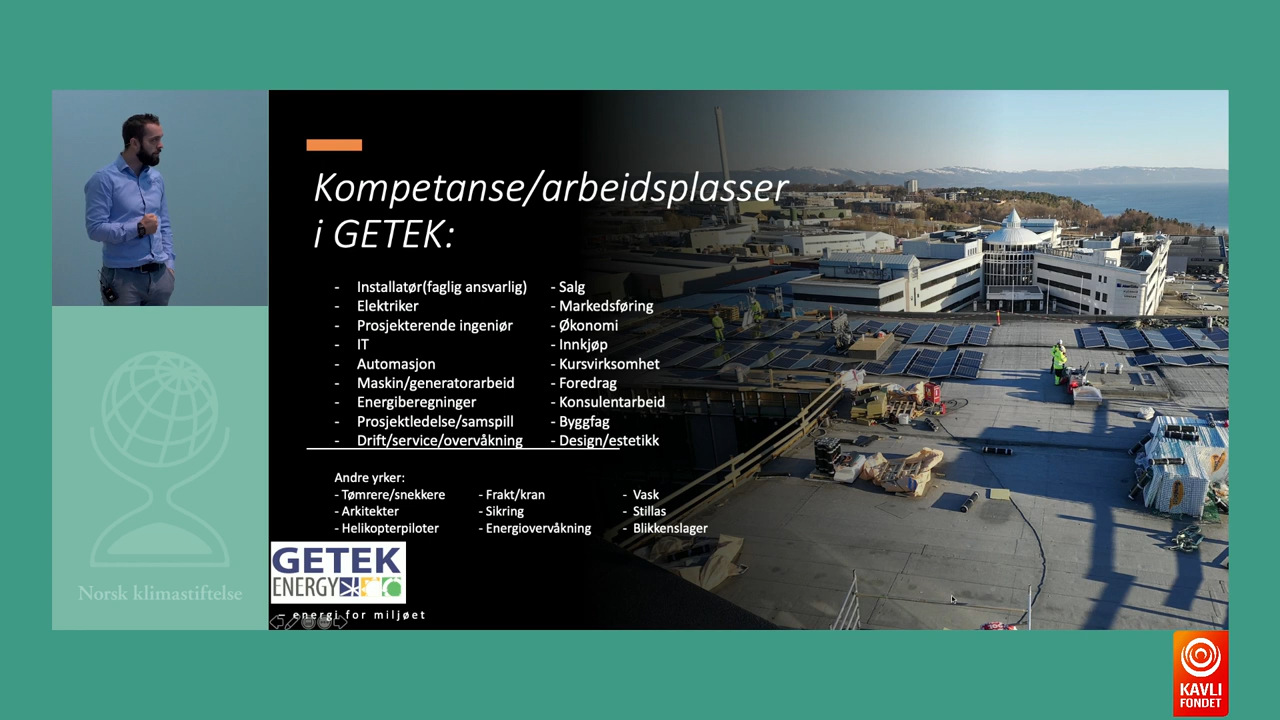 Kompetanse/arbeidsplasser
i GETEK:
- Installatør(faglig ansvarlig)
- Elektriker
- Prosjekterende ingeniør
- IT
- Automasjon
- Maskin/generatorarbeid
- Energiberegninger
- Prosjektledelse/samspill
- Drift/service/overvåkning
- Salg
- Markedsføring
- Økonomi
- Innkjøp
- Kursvirksomhet
- Foredrag
- Konsulentarbeid
- Byggfag
- Design/estetikk
Andre yrker:
- Tømrere/snekkere
- Arkitekter
- Helikopterpiloter
- Frakt/kran
- Sikring
- Energiovervåkning
- Vask
- Stillas
- Blikkenslager
GETEK
ENERGY
– energi for miljøet
Norsk klimastiftelse
KAVLI
FONDET